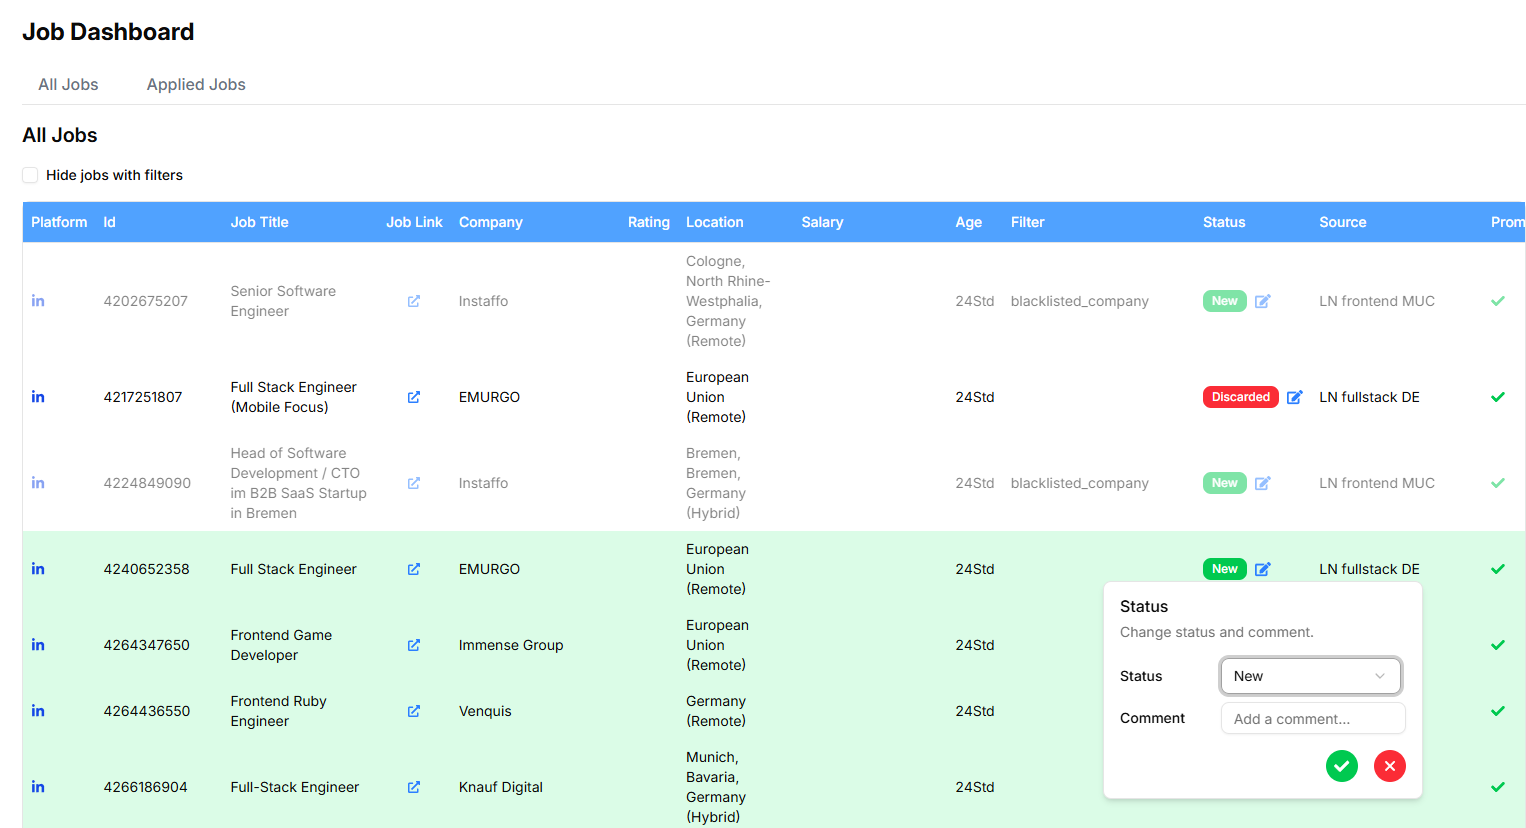 Job Dashboard
All Jobs
Applied Jobs
All Jobs
Hide jobs with filters
Platform Id Job Title Job Link Company Rating Location Salary Age Filter Status Source Prom
in 4202675207 Senior Software Engineer Instaffo Cologne, North Rhine-Westphalia, Germany (Remote) 24Std blacklisted_company New LN frontend MUC
in 4217251807 Full Stack Engineer (Mobile Focus) EMURGO European Union (Remote) 24Std Discarded LN fullstack DE
in 4224849090 Head of Software Development / CTO im B2B SaaS Startup in Bremen Instaffo Bremen, Bremen, Germany (Hybrid) 24Std blacklisted_company New LN frontend MUC
in 4240652358 Full Stack Engineer EMURGO European Union (Remote) 24Std New LN fullstack DE
in 4264347650 Frontend Game Developer Immense Group European Union (Remote) 24Std
in 4264436550 Frontend Ruby Engineer Venquis Germany (Remote) 24Std
in 4266186904 Full-Stack Engineer Knauf Digital Munich, Bavaria, Germany (Hybrid) 24Std
Status
Change status and comment.
Status New
Comment Add a comment...